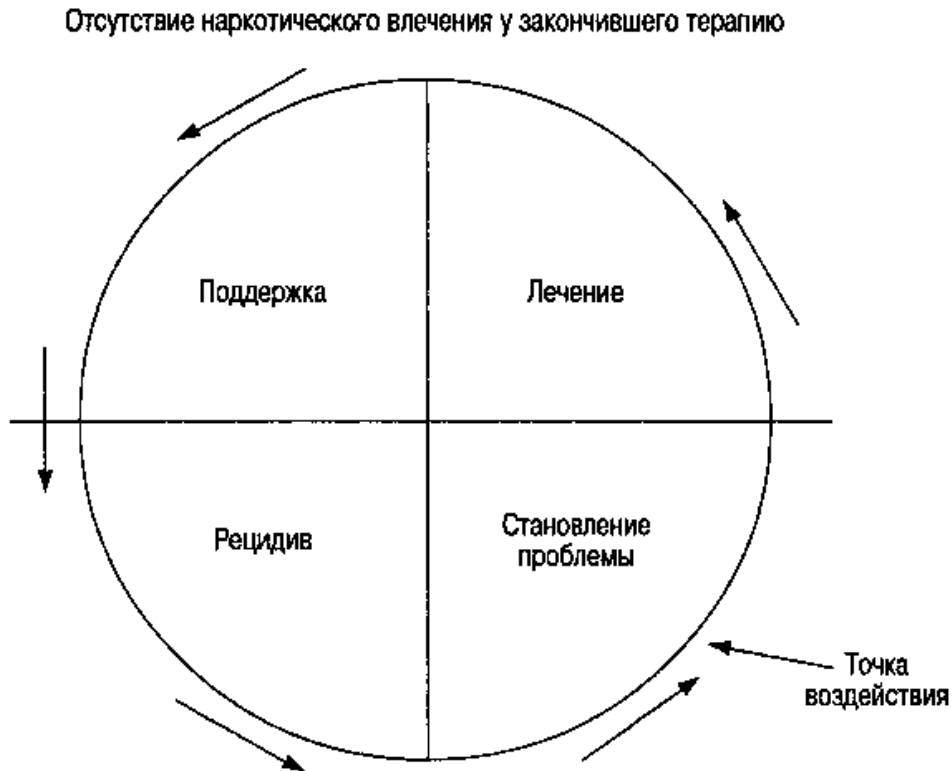 Отсутствие наркотического влечения у закончившего терапию
Поддержка
Лечение
Рецидив
Становление
проблемы
Точка
воздействия